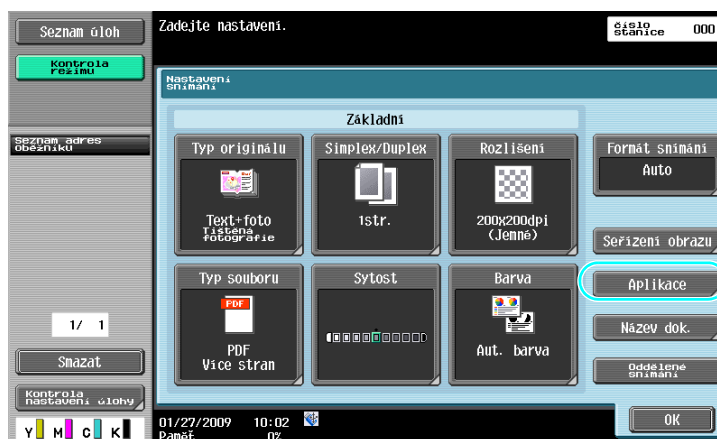 Seznam úloh
Kontrola
režimu
Seznam adres
oběžníku
1/ 1
Smazat
Kontrola
nastavení úlohy
Y M C K
Zadejte nastavení.
číslo
stanice 000
Nastavení
snímání
Základní
Typ originálu
Text+foto
Tištěná
fotografie
Simplex/Duplex
1str.
Rozlišení
200x200dpi
(Jemné)
Typ souboru
PDF
PDF
Více stran
Sytost
Barva
Aut. barva
Formát snímání
Auto
Seřízení obrazu
Aplikace
Název dok.
Oddělené
snímání
01/27/2009 10:02
Paměť 0%
OK